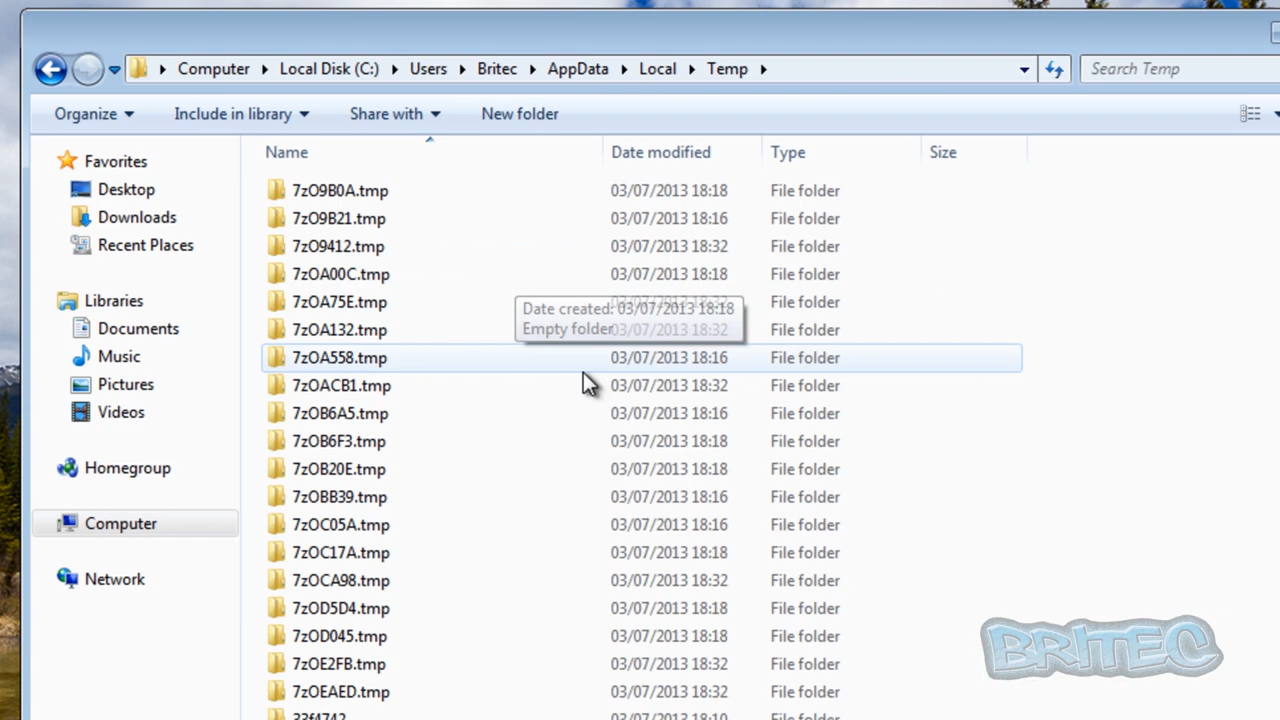 Computer Local Disk (C:) Users Britec AppData Local Temp
Search Temp
Organize Include in library Share with New folder
Name Date modified Type Size
Favorites
Desktop
Downloads
Recent Places
Libraries
Documents
Music
Pictures
Videos
Homegroup
Computer
Network
7zO9B0A.tmp 03/07/2013 18:18 File folder
7zO9B21.tmp 03/07/2013 18:16 File folder
7zO9412.tmp 03/07/2013 18:32 File folder
7zOA00C.tmp 03/07/2013 18:18 File folder
7zOA75E.tmp 03/07/2013 18:32 File folder
Date created: 03/07/2013 18:18
Empty folder
7zOA132.tmp 03/07/2013 18:32 File folder
7zOA558.tmp 03/07/2013 18:16 File folder
7zOACB1.tmp 03/07/2013 18:32 File folder
7zOB6A5.tmp 03/07/2013 18:16 File folder
7zOB6F3.tmp 03/07/2013 18:18 File folder
7zOB20E.tmp 03/07/2013 18:18 File folder
7zOBB39.tmp 03/07/2013 18:16 File folder
7zOC05A.tmp 03/07/2013 18:16 File folder
7zOC17A.tmp 03/07/2013 18:18 File folder
7zOCA98.tmp 03/07/2013 18:32 File folder
7zOD5D4.tmp 03/07/2013 18:18 File folder
7zOD045.tmp 03/07/2013 18:18 File folder
7zOE2FB.tmp 03/07/2013 18:32 File folder
7zOEAED.tmp 03/07/2013 18:32 File folder
BRITEC